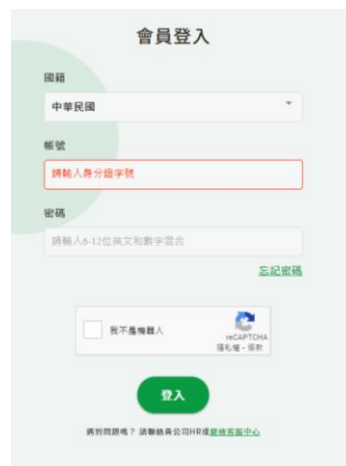 會員登入
國籍
中華民國
帳號
請輸入身分證字號
密碼
請輸入6-12位英文和數字混合
忘記密碼
我不是機器人
reCAPTCHA
隱私權 - 條款
登入
遇到問題嗎? 請聯絡貴公司HR或聯絡客服中心